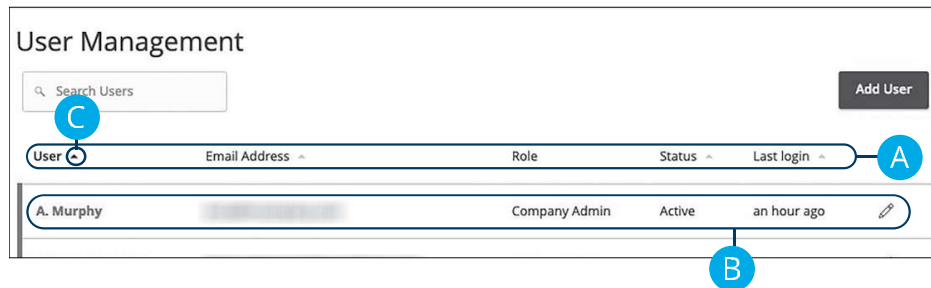 User Management
Search Users
Add User
C
User Email Address Role Status Last login
A
A. Murphy Company Admin Active an hour ago
B